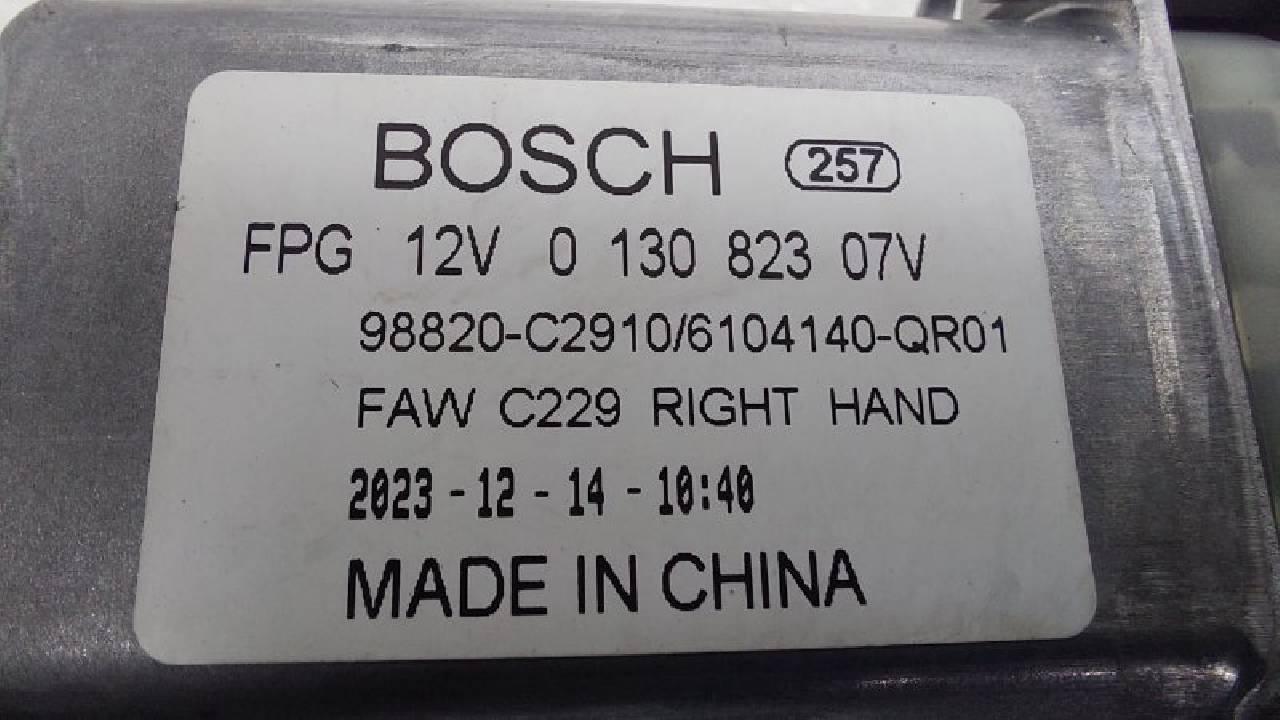 BOSCH 257
FPG 12V 0 130 823 07V
98820-C2910/6104140-QR01
FAW C229 RIGHT HAND
2023-12-14-10:40
MADE IN CHINA